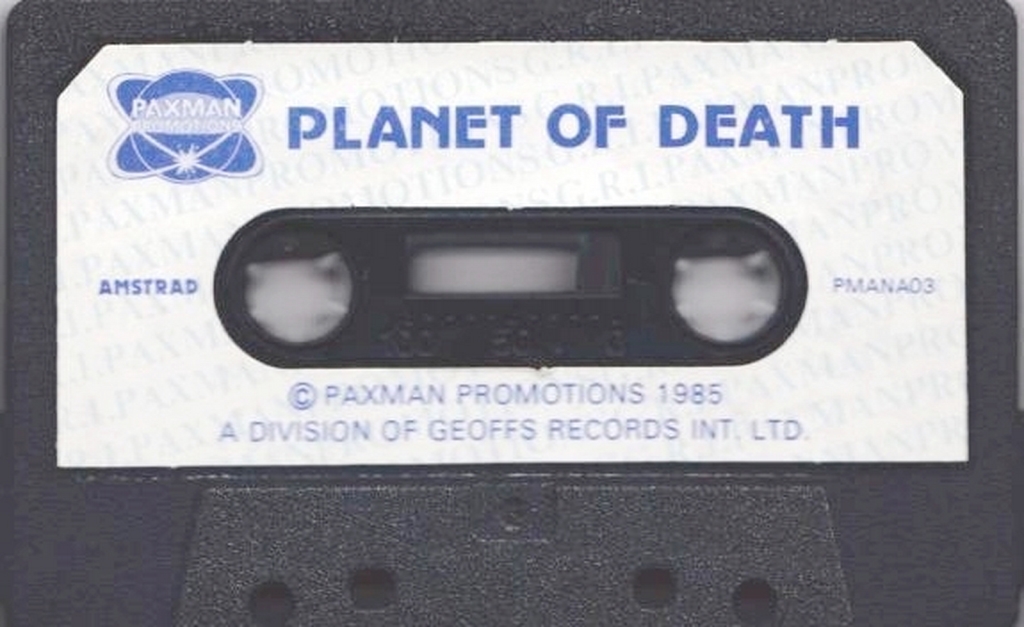 PAXMAN
PROMOTIONS
PLANET OF DEATH
AMSTRAD
PMANA03
© PAXMAN PROMOTIONS 1985
A DIVISION OF GEOFFS RECORDS INT. LTD.